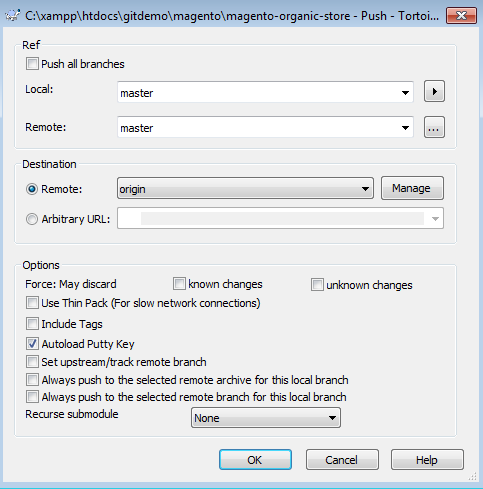 C:\xampp\htdocs\gitdemo\magento\magento-organic-store - Push - Tortoi...
Ref
Push all branches
Local: master
Remote: master ...
Destination
Remote: origin Manage
Arbitrary URL:
Options
Force: May discard known changes unknown changes
Use Thin Pack (For slow network connections)
Include Tags
Autoload Putty Key
Set upstream/track remote branch
Always push to the selected remote archive for this local branch
Always push to the selected remote branch for this local branch
Recurse submodule None
OK Cancel Help